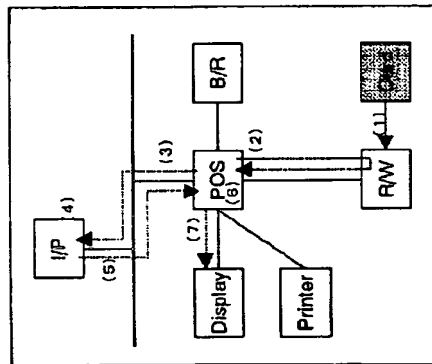 I/P
(4)
(5)
(3)
B/R
POS
(6)
(2)
(7)
(1)
R/W
Display
Printer